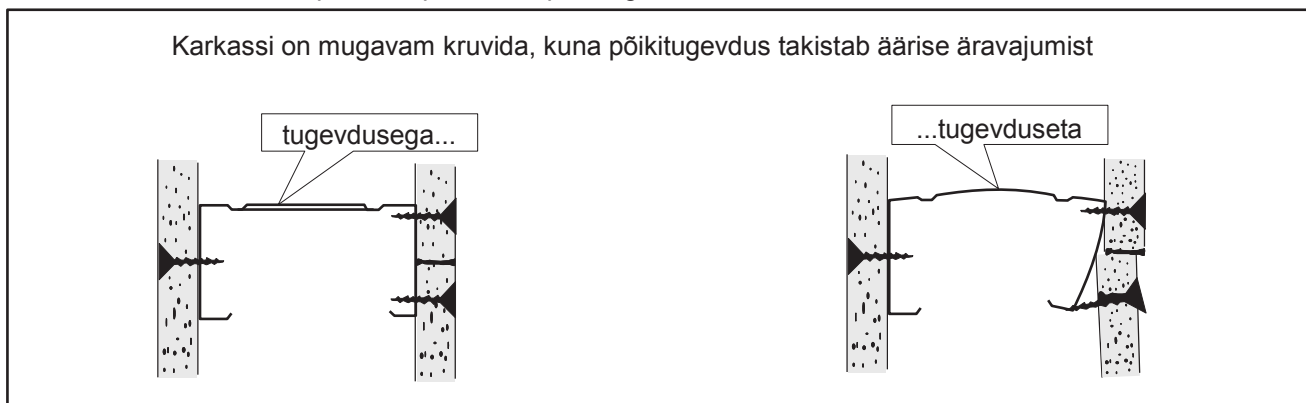 Karkassi on mugavam kruvida, kuna põikitugevdus takistab äärise äravajumist
tugevdusega...
...tugevduseta